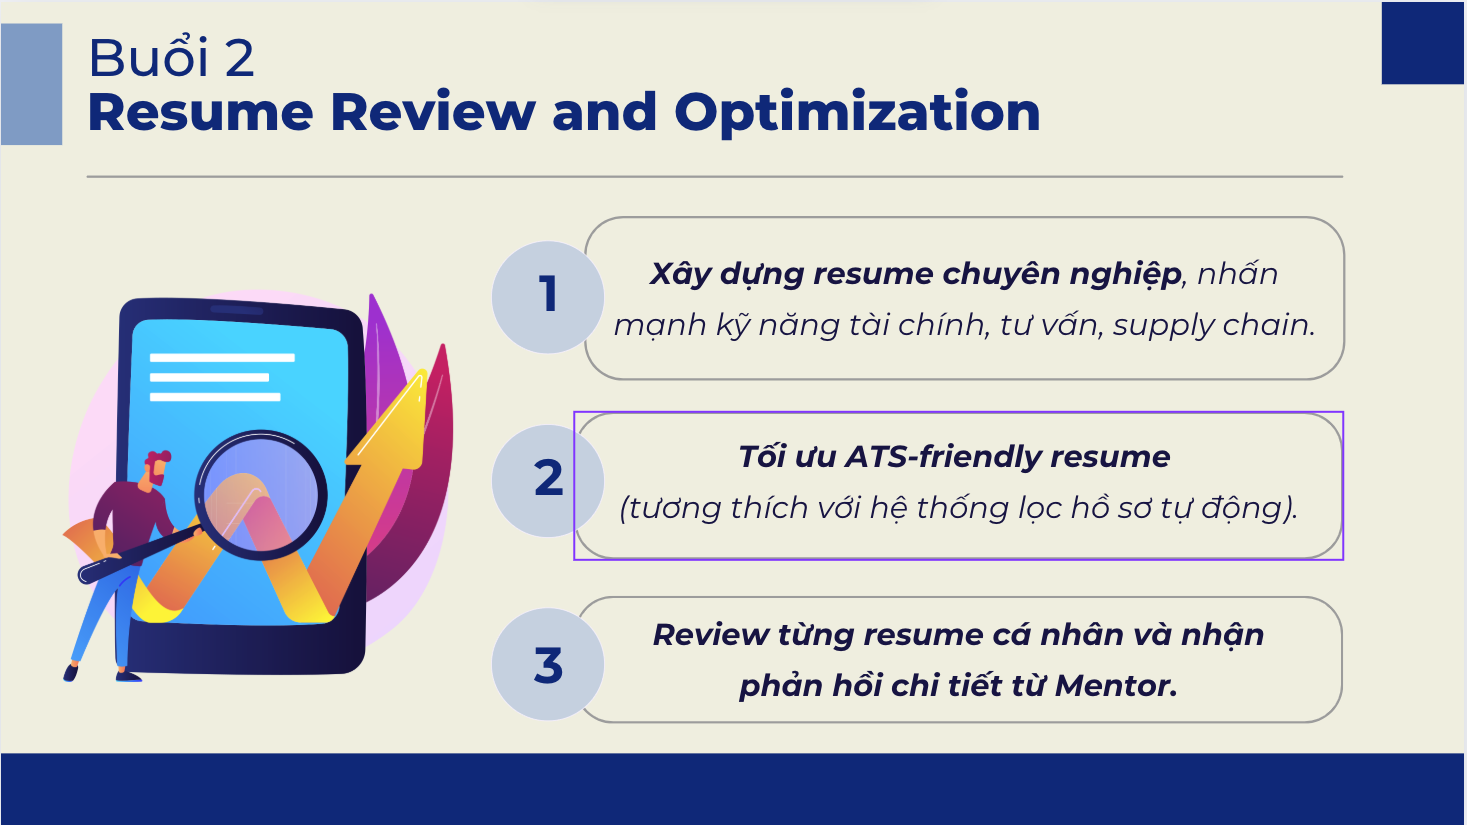 Buổi 2
Resume Review and Optimization
1
Xây dựng resume chuyên nghiệp, nhấn
mạnh kỹ năng tài chính, tư vấn, supply chain.
2
Tối ưu ATS-friendly resume
(tương thích với hệ thống lọc hồ sơ tự động).
3
Review từng resume cá nhân và nhận
phản hồi chi tiết từ Mentor.